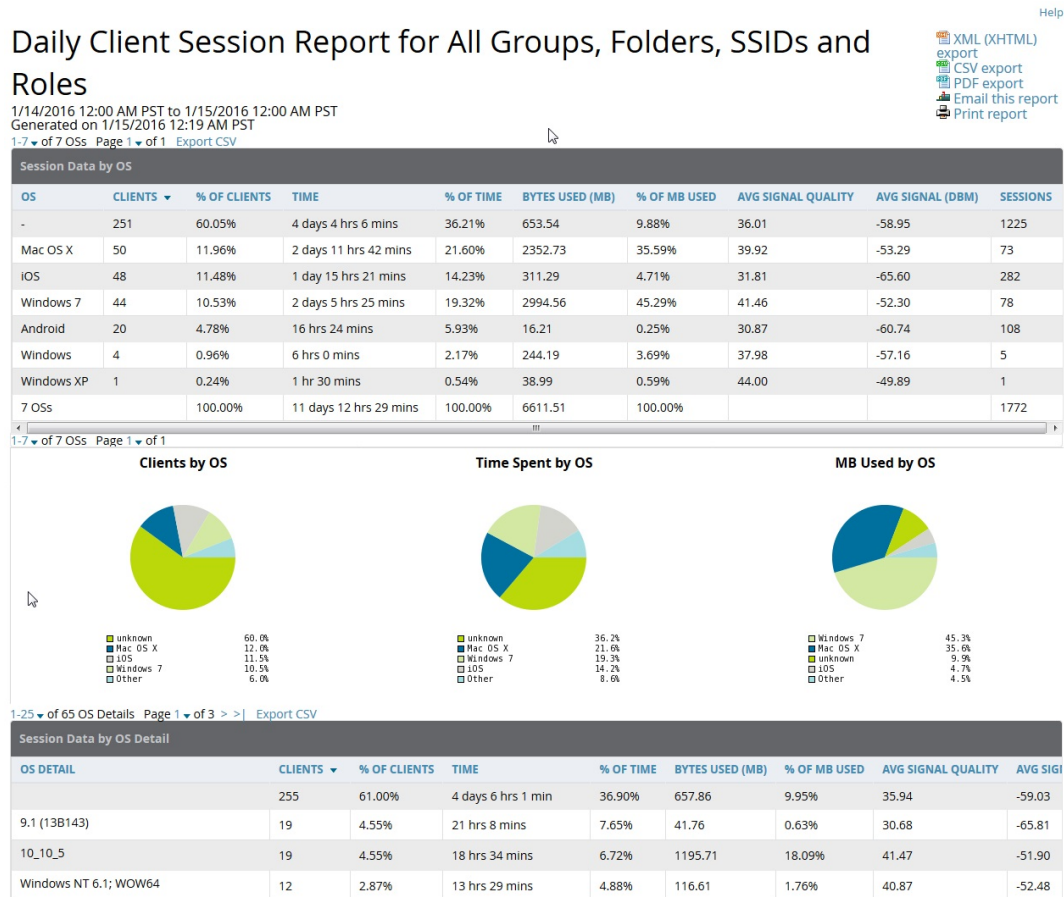 Help
Daily Client Session Report for All Groups, Folders, SSIDs and
Roles
XML (XHTML)
export
CSV export
PDF export
Email this report
Print report
1/14/2016 12:00 AM PST to 1/15/2016 12:00 AM PST
Generated on 1/15/2016 12:19 AM PST
1-7 of 7 OSs Page 1 of 1 Export CSV
Session Data by OS
OS CLIENTS % OF CLIENTS TIME % OF TIME BYTES USED (MB) % OF MB USED AVG SIGNAL QUALITY AVG SIGNAL (DBM) SESSIONS
- 251 60.05% 4 days 4 hrs 6 mins 36.21% 653.54 9.88% 36.01 -58.95 1225
Mac OS X 50 11.96% 2 days 11 hrs 42 mins 21.60% 2352.73 35.59% 39.92 -53.29 73
iOS 48 11.48% 1 day 15 hrs 21 mins 14.23% 311.29 4.71% 31.81 -65.60 282
Windows 7 44 10.53% 2 days 5 hrs 25 mins 19.32% 2994.56 45.29% 41.46 -52.30 78
Android 20 4.78% 16 hrs 24 mins 5.93% 16.21 0.25% 30.87 -60.74 108
Windows 4 0.96% 6 hrs 0 mins 2.17% 244.19 3.69% 37.98 -57.16 5
Windows XP 1 0.24% 1 hr 30 mins 0.54% 38.99 0.59% 44.00 -49.89 1
7 OSs 100.00% 11 days 12 hrs 29 mins 100.00% 6611.51 100.00% 1772
1-7 of 7 OSs Page 1 of 1
Clients by OS Time Spent by OS MB Used by OS
unknown 60.0% unknown 36.2% Windows 7 45.3%
Mac OS X 12.0% Mac OS X 21.6% Mac OS X 35.6%
iOS 11.5% Windows 7 19.3% unknown 9.9%
Windows 7 10.5% iOS 14.2% iOS 4.7%
Other 6.0% Other 8.6% Other 4.5%
1-25 of 65 OS Details Page 1 of 3 > >| Export CSV
Session Data by OS Detail
OS DETAIL CLIENTS % OF CLIENTS TIME % OF TIME BYTES USED (MB) % OF MB USED AVG SIGNAL QUALITY AVG SIGI
255 61.00% 4 days 6 hrs 1 min 36.90% 657.86 9.95% 35.94 -59.03
9.1 (13B143) 19 4.55% 21 hrs 8 mins 7.65% 41.76 0.63% 30.68 -65.81
10_10_5 19 4.55% 18 hrs 34 mins 6.72% 1195.71 18.09% 41.47 -51.90
Windows NT 6.1; WOW64 12 2.87% 13 hrs 29 mins 4.88% 116.61 1.76% 40.87 -52.48